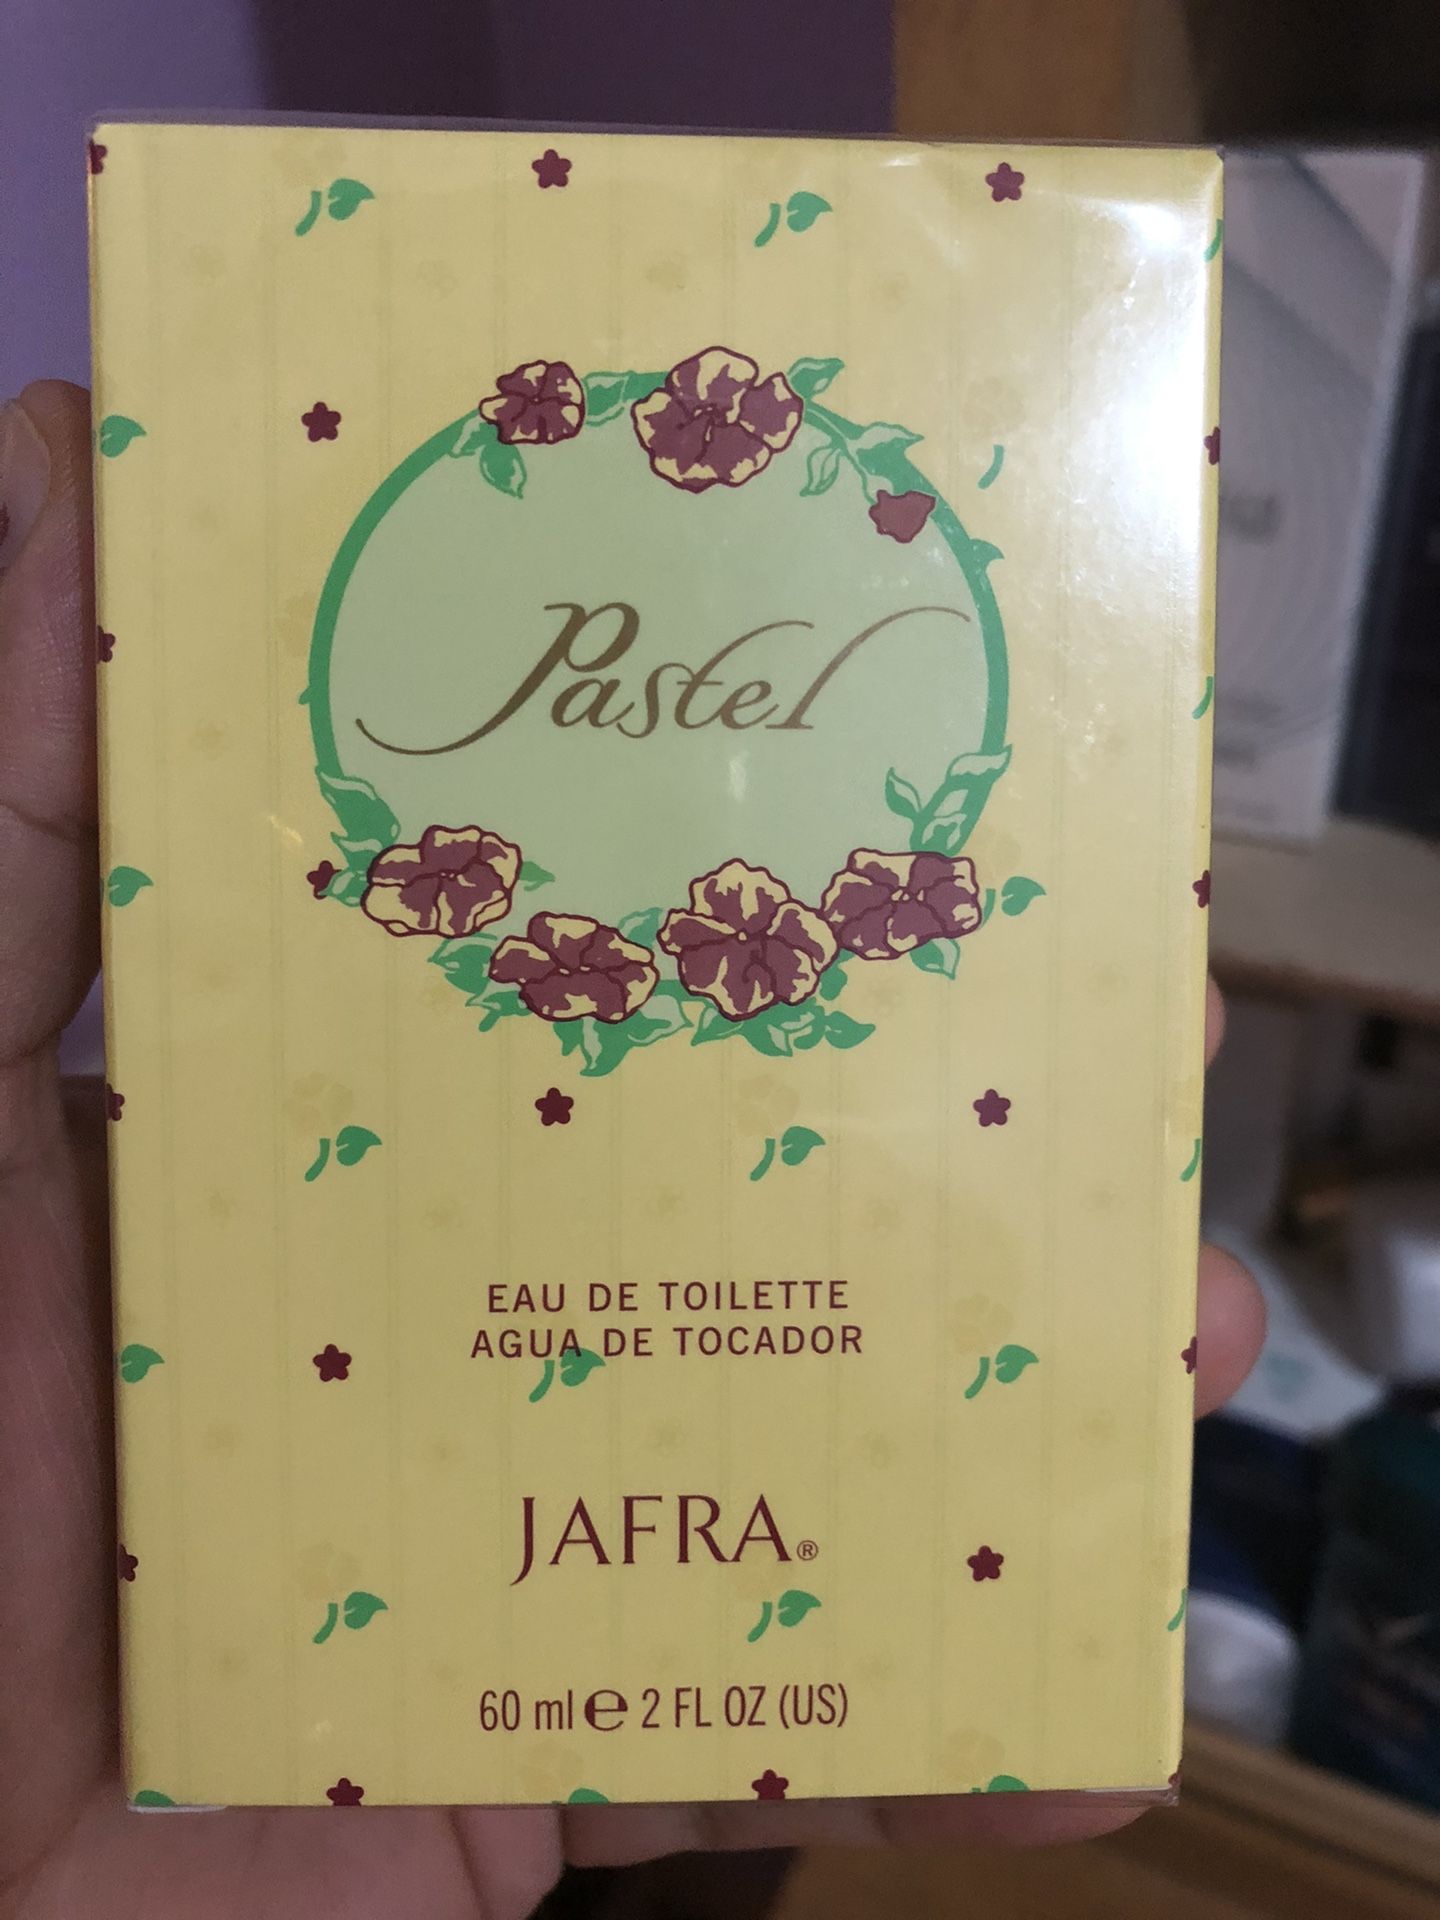 Pastel
EAU DE TOILETTE
AGUA DE TOCADOR
JAFRA®
60 ml ℮ 2 FL OZ (US)